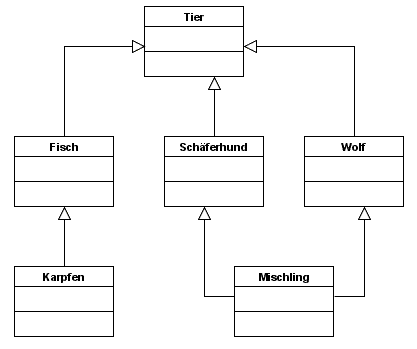 Tier
Fisch
Schäferhund
Wolf
Karpfen
Mischling